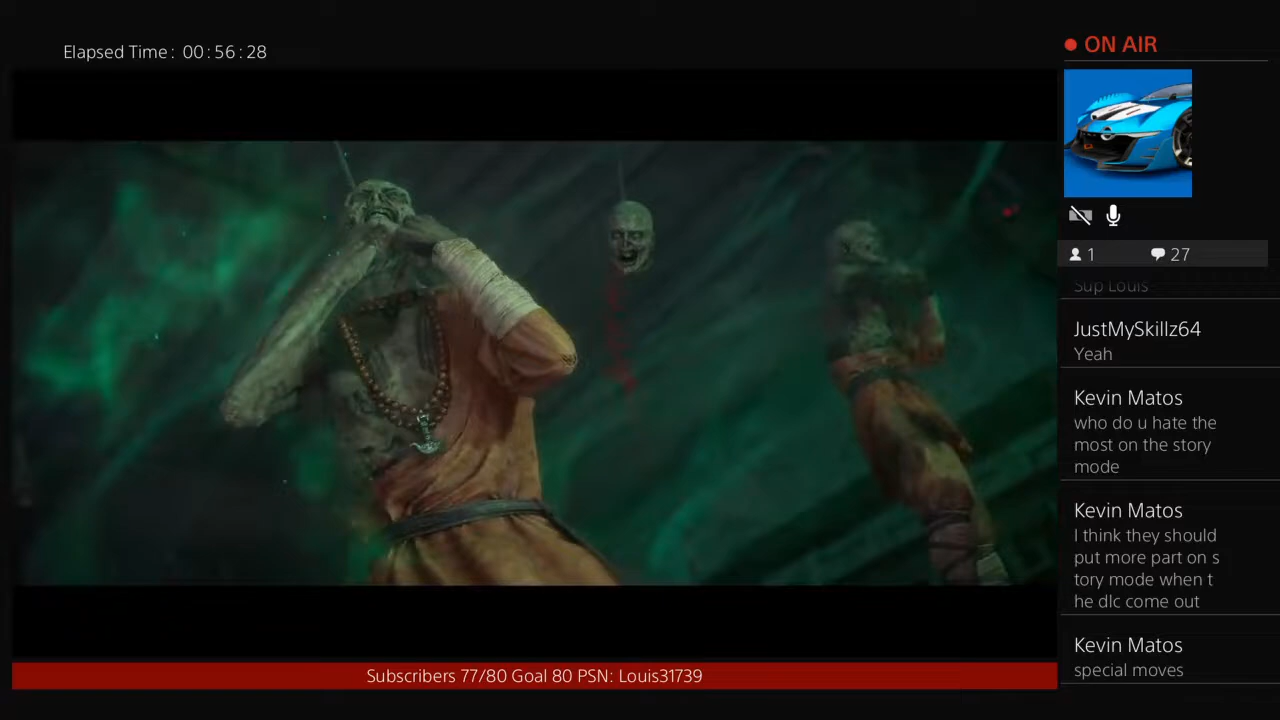 Elapsed Time: 00:56:28
ON AIR
1
27
Sup Louis
JustMySkillz64
Yeah
Kevin Matos
who do u hate the
most on the story
mode
Kevin Matos
I think they should
put more part on s
tory mode when t
he dlc come out
Kevin Matos
special moves
Subscribers 77/80 Goal 80 PSN: Louis31739